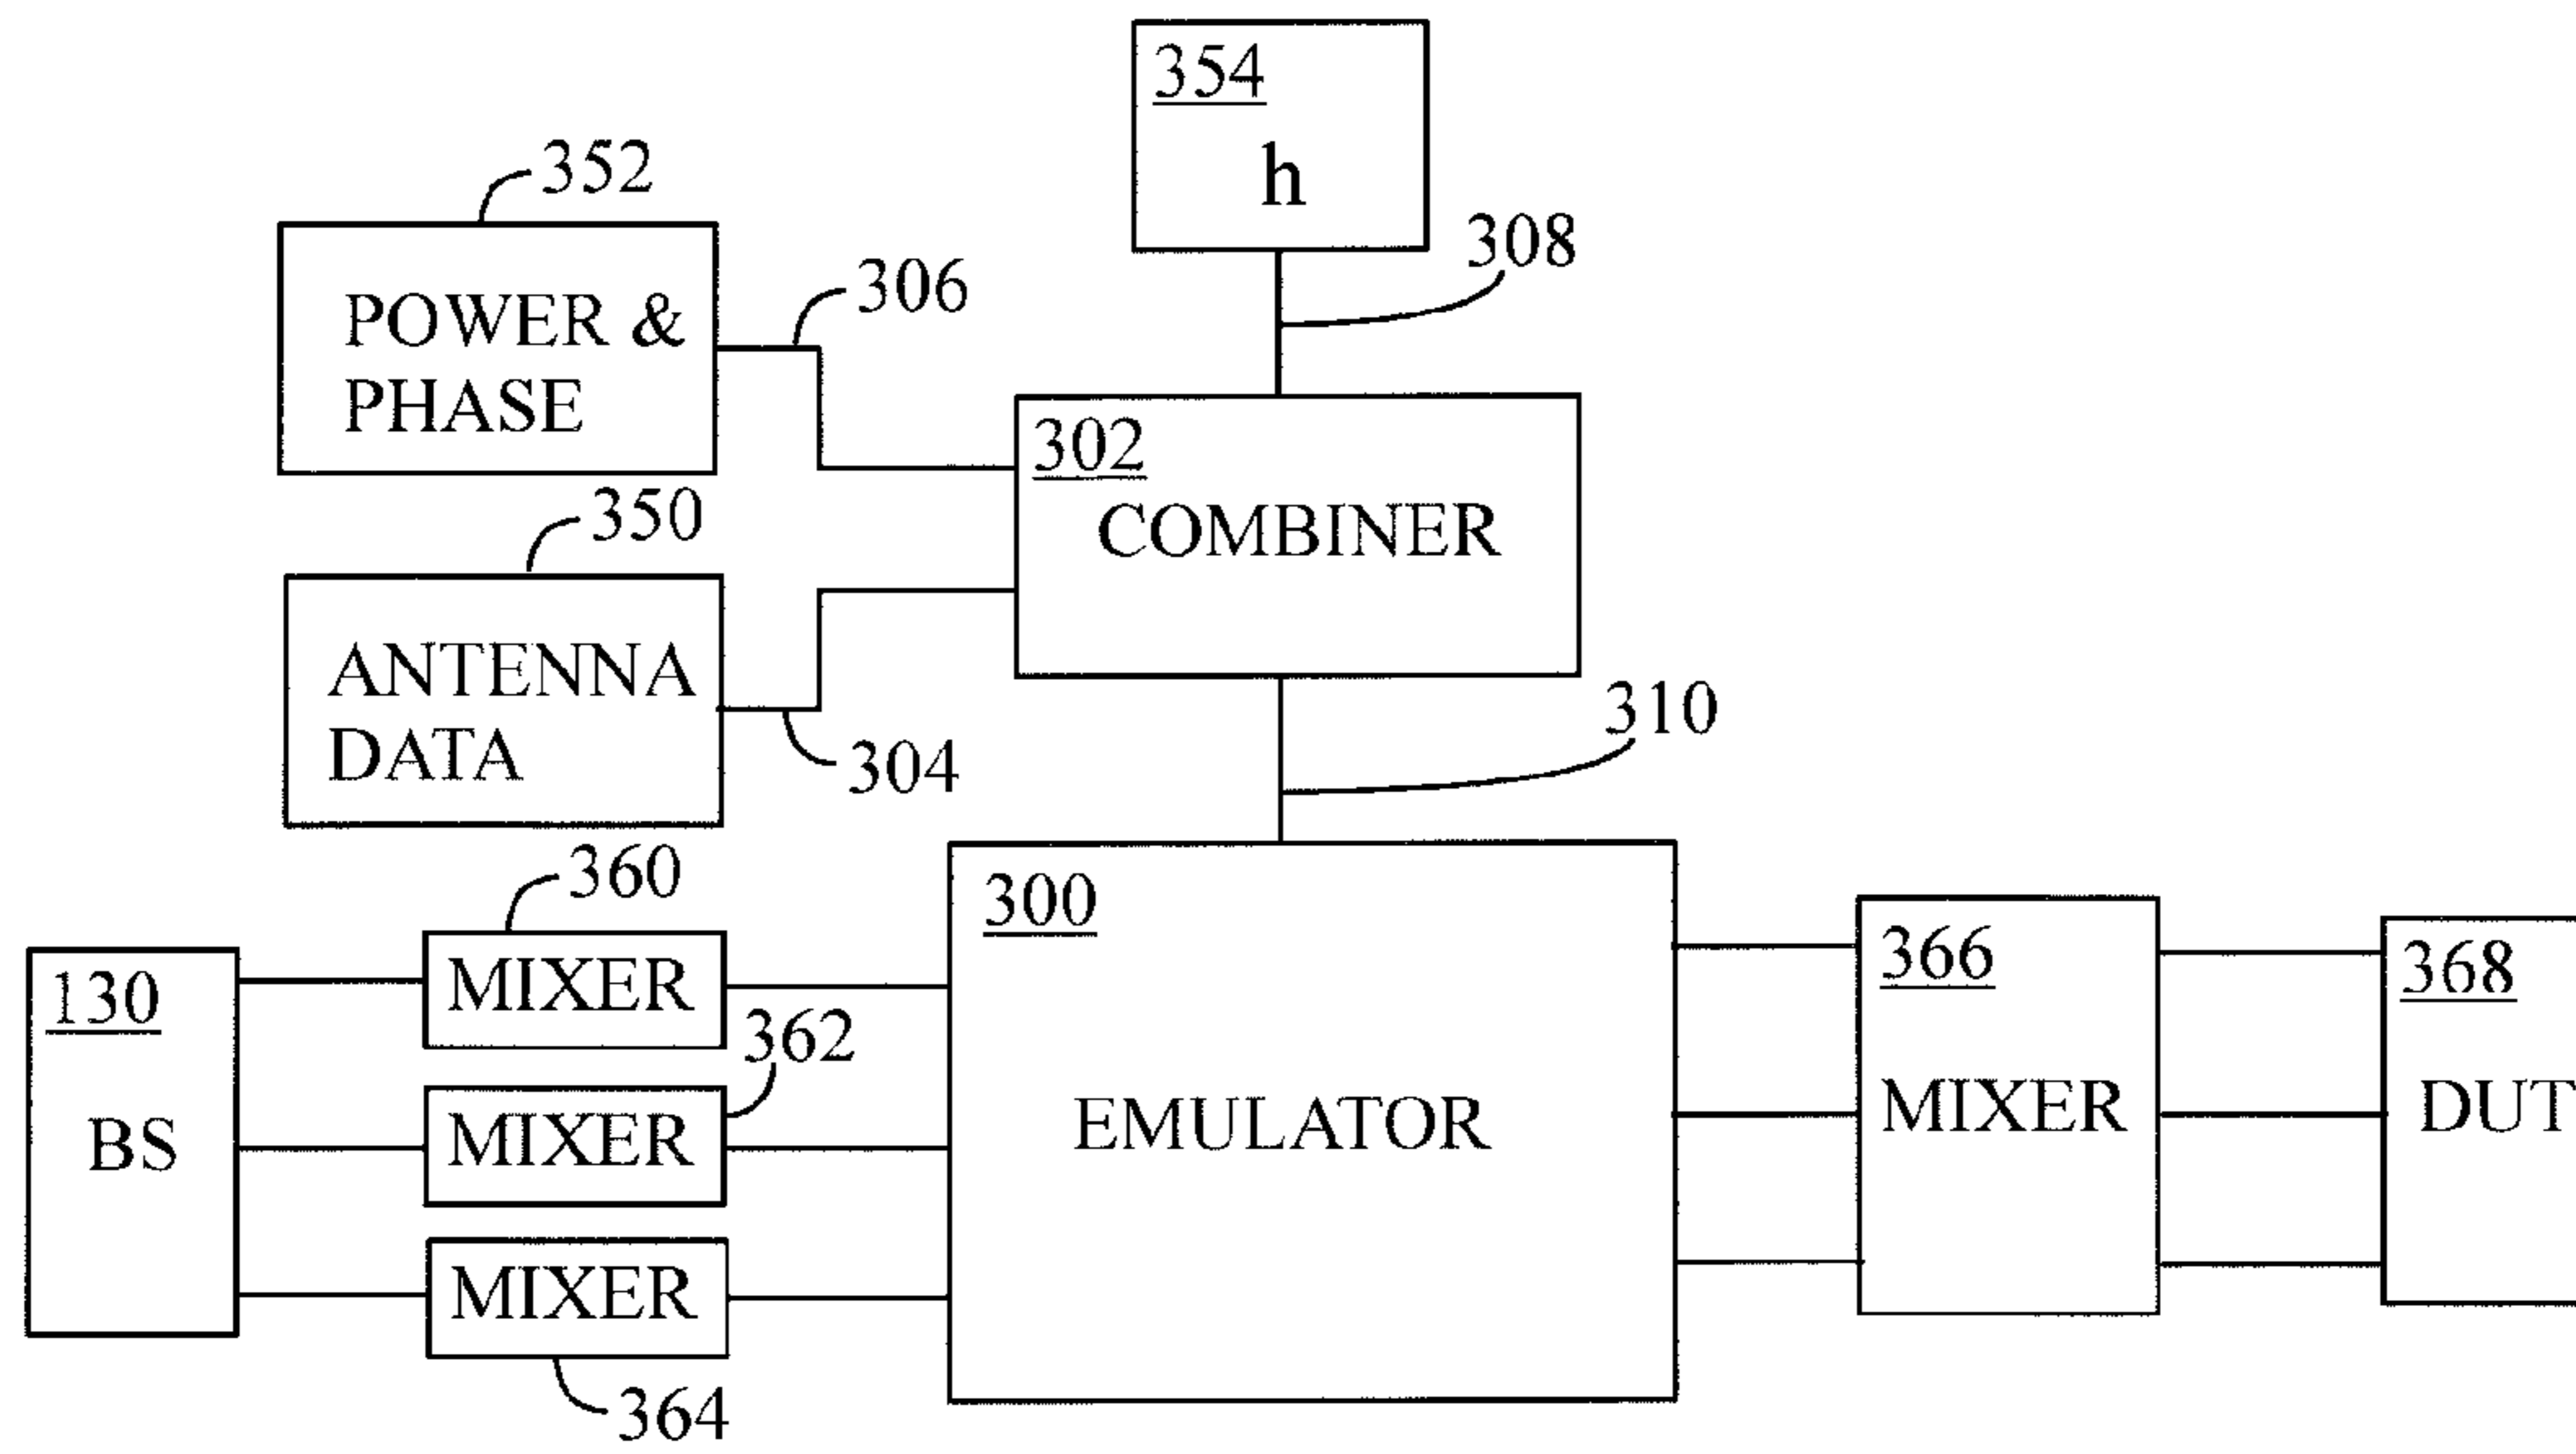 354
h
352
308
306
POWER &
PHASE
302
COMBINER
350
ANTENNA
DATA
304
310
360
300
130
MIXER
362
366
368
BS
MIXER
EMULATOR
MIXER
DUT
MIXER
364